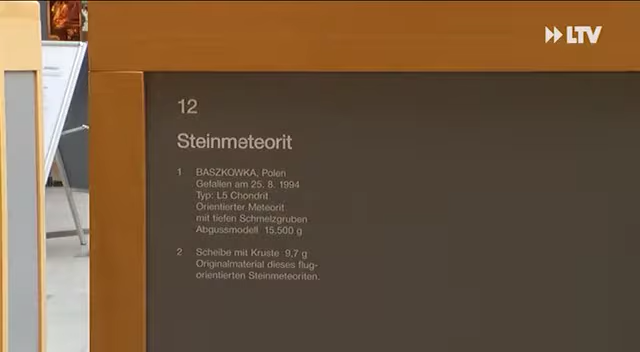 LTV
12
Steinmeteorit
1 BASZKOWKA, Polen
Gefallen am 25. 8. 1994
Typ: L5 Chondrit
Orientierter Meteorit
mit tiefen Schmelzgruben
Abgussmodell 15.500 g
2 Scheibe mit Kruste 9,7 g
Originalmaterial dieses flug-
orientierten Steinmeteoriten.